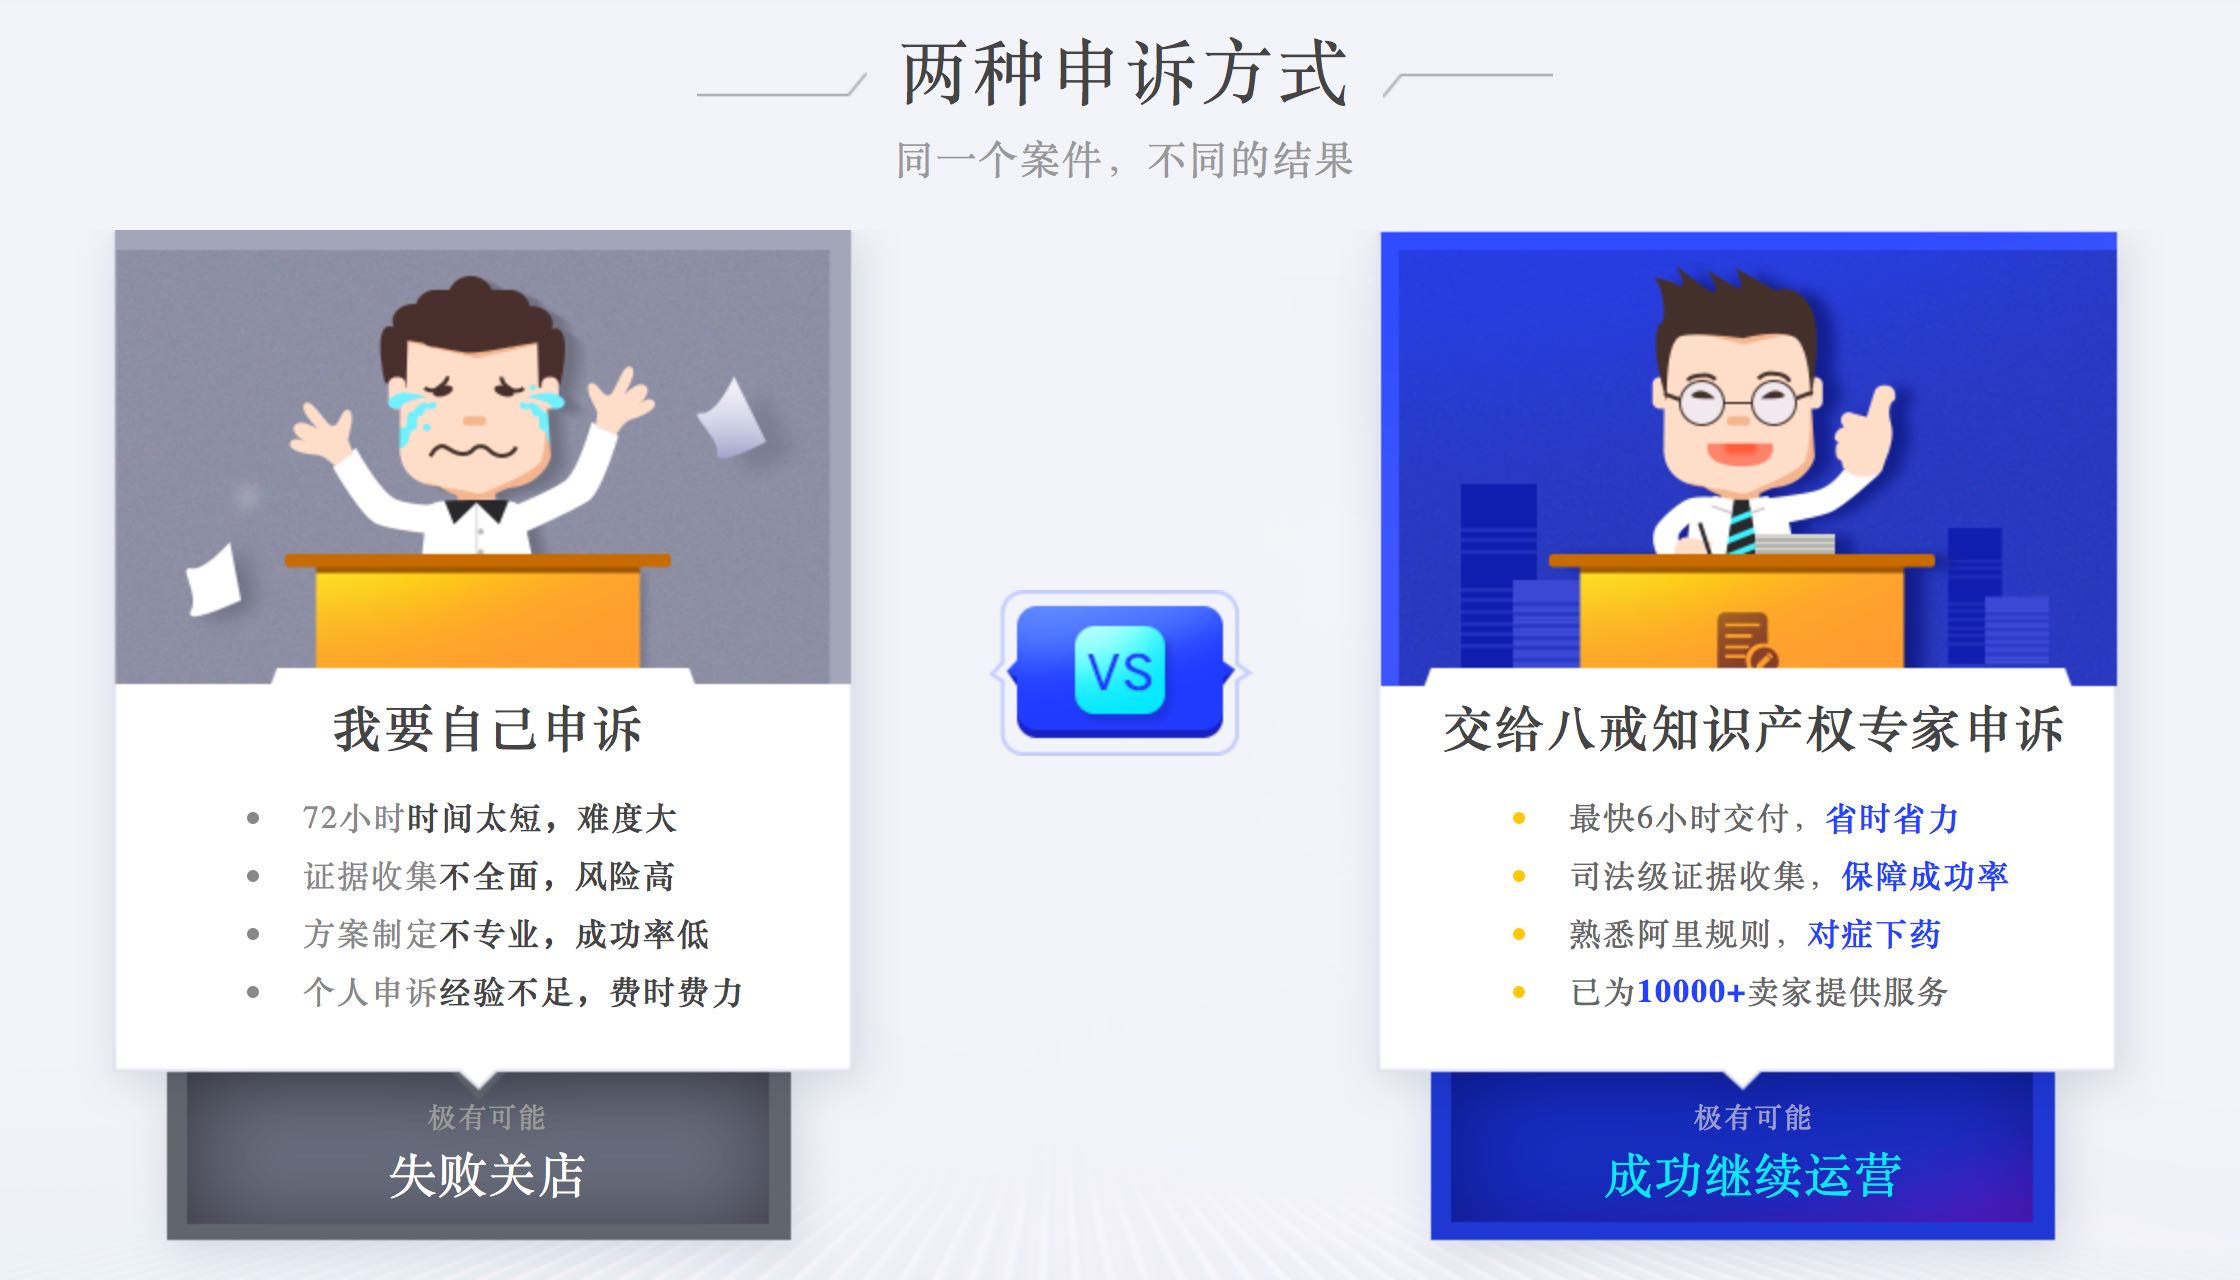 两种申诉方式
同一个案件，不同的结果
我要自己申诉
72小时时间太短，难度大
证据收集不全面，风险高
方案制定不专业，成功率低
个人申诉经验不足，费时费力
极有可能
失败关店
VS
交给八戒知识产权专家申诉
最快6小时交付，省时省力
司法级证据收集，保障成功率
熟悉阿里规则，对症下药
已为10000+卖家提供服务
极有可能
成功继续运营